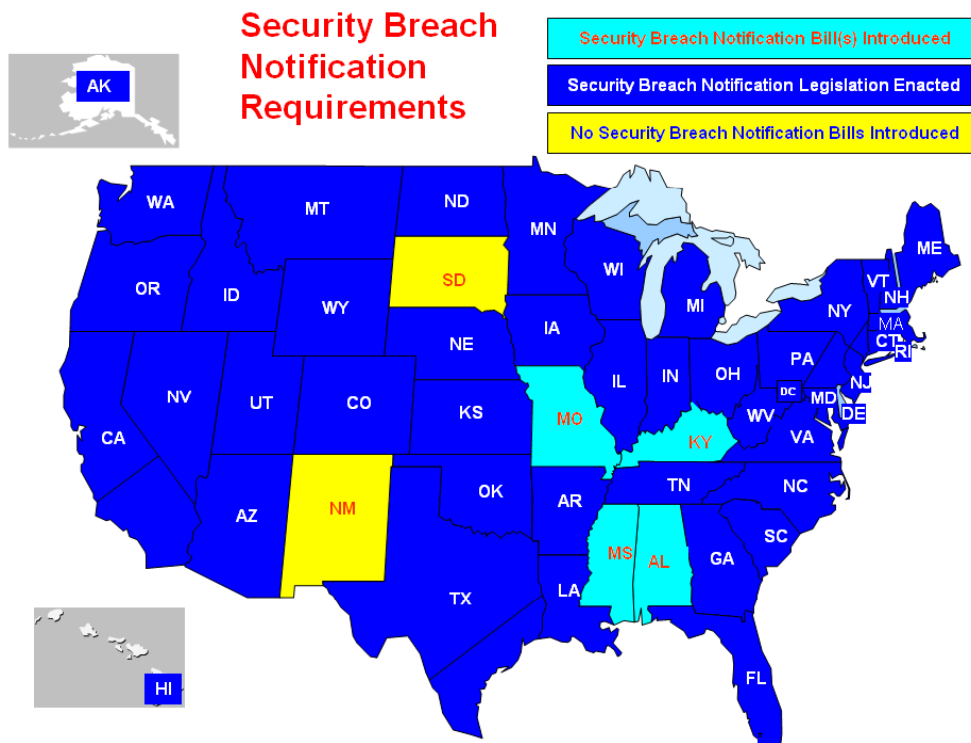 Security Breach
Notification
Requirements
Security Breach Notification Bill(s) Introduced
Security Breach Notification Legislation Enacted
No Security Breach Notification Bills Introduced
AK
WA
MT
ND
MN
ME
OR
ID
SD
WI
VT
NH
WY
MI
NY
MA
IA
NE
CT
RI
PA
NV
UT
CO
IL
IN
OH
NJ
DC
MD
DE
KS
MO
WV
CA
KY
VA
AZ
NM
OK
AR
TN
NC
SC
MS
AL
GA
TX
LA
HI
FL